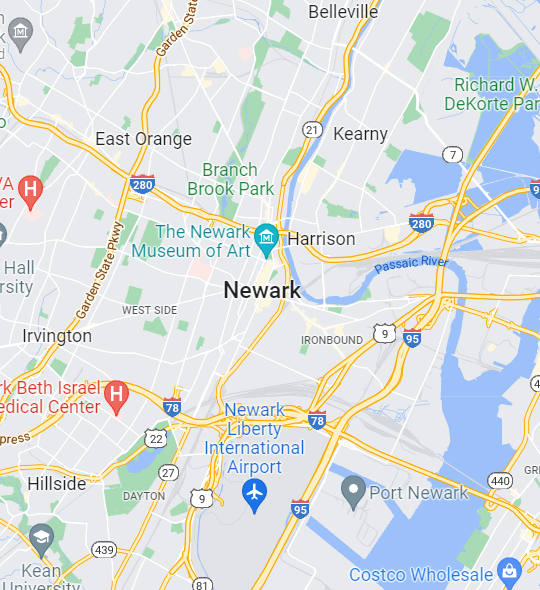 Belleville
Garden State
Richard W.
DeKorte Par
21
Kearny
East Orange
7
Branch
Brook Park
280
VA
er
H
95
The Newark
Museum of Art
Harrison
280
Hall
rsity
Garden State Pkwy
Passaic River
Newark
WEST SIDE
Irvington
IRONBOUND
9
95
rk Beth Israel
edical Center
H
78
78
press
22
Newark
Liberty
International
Airport
27
Hillside
DAYTON
9
95
Port Newark
440
GR
439
Kean
University
81
Costco Wholesale